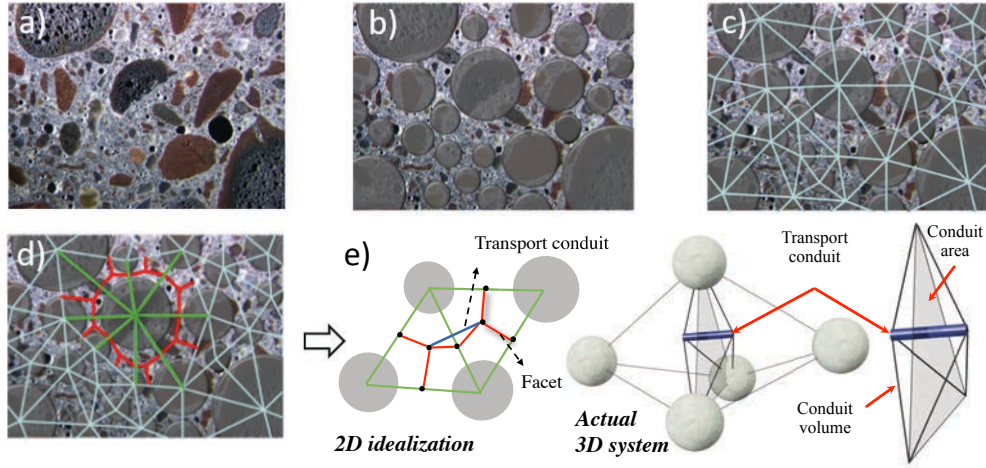 a)
b)
c)
d)
e)
Transport conduit
Facet
2D idealization
Actual
3D system
Transport
conduit
Conduit
area
Conduit
volume